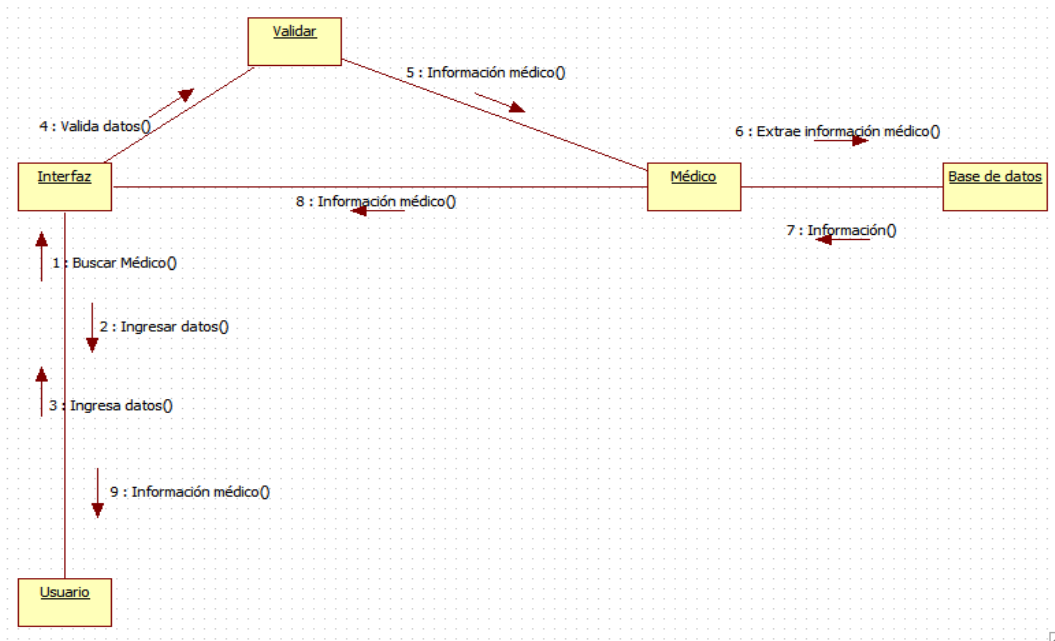 Validar
5 : Información médico()
4 : Valida datos()
6 : Extrae información médico()
Interfaz
Médico
Base de datos
8 : Información médico()
7 : Información()
1 : Buscar Médico()
2 : Ingresar datos()
3 : Ingresa datos()
9 : Información médico()
Usuario